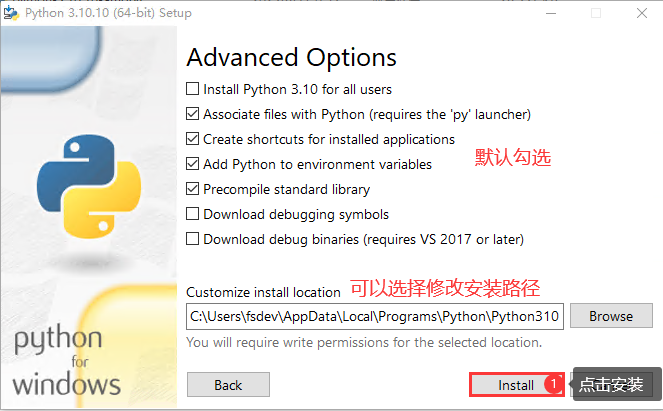 Python 3.10.10 (64-bit) Setup
Advanced Options
Install Python 3.10 for all users
Associate files with Python (requires the 'py' launcher)
Create shortcuts for installed applications
Add Python to environment variables
默认勾选
Precompile standard library
Download debugging symbols
Download debug binaries (requires VS 2017 or later)
Customize install location 可以选择修改安装路径
C:\Users\fsdev\AppData\Local\Programs\Python\Python310
Browse
You will require write permissions for the selected location.
python
for
windows
Back
Install
1
点击安装